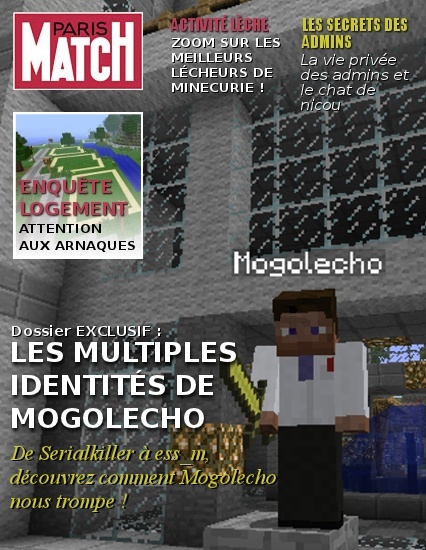 PARIS
MATCH
ACTIVITÉ LÈCHE
ZOOM SUR LES
MEILLEURS
LÉCHEURS DE
MINECURIE !
LES SECRETS DES
ADMINS
La vie privée
des admins et
le chat de
nicou
ENQUÊTE
LOGEMENT
ATTENTION
AUX ARNAQUES
Mogolecho
Dossier EXCLUSIF :
LES MULTIPLES
IDENTITÉS DE
MOGOLECHO
De Serialkiller à ess_m,
découvrez comment Mogolecho
nous trompe !